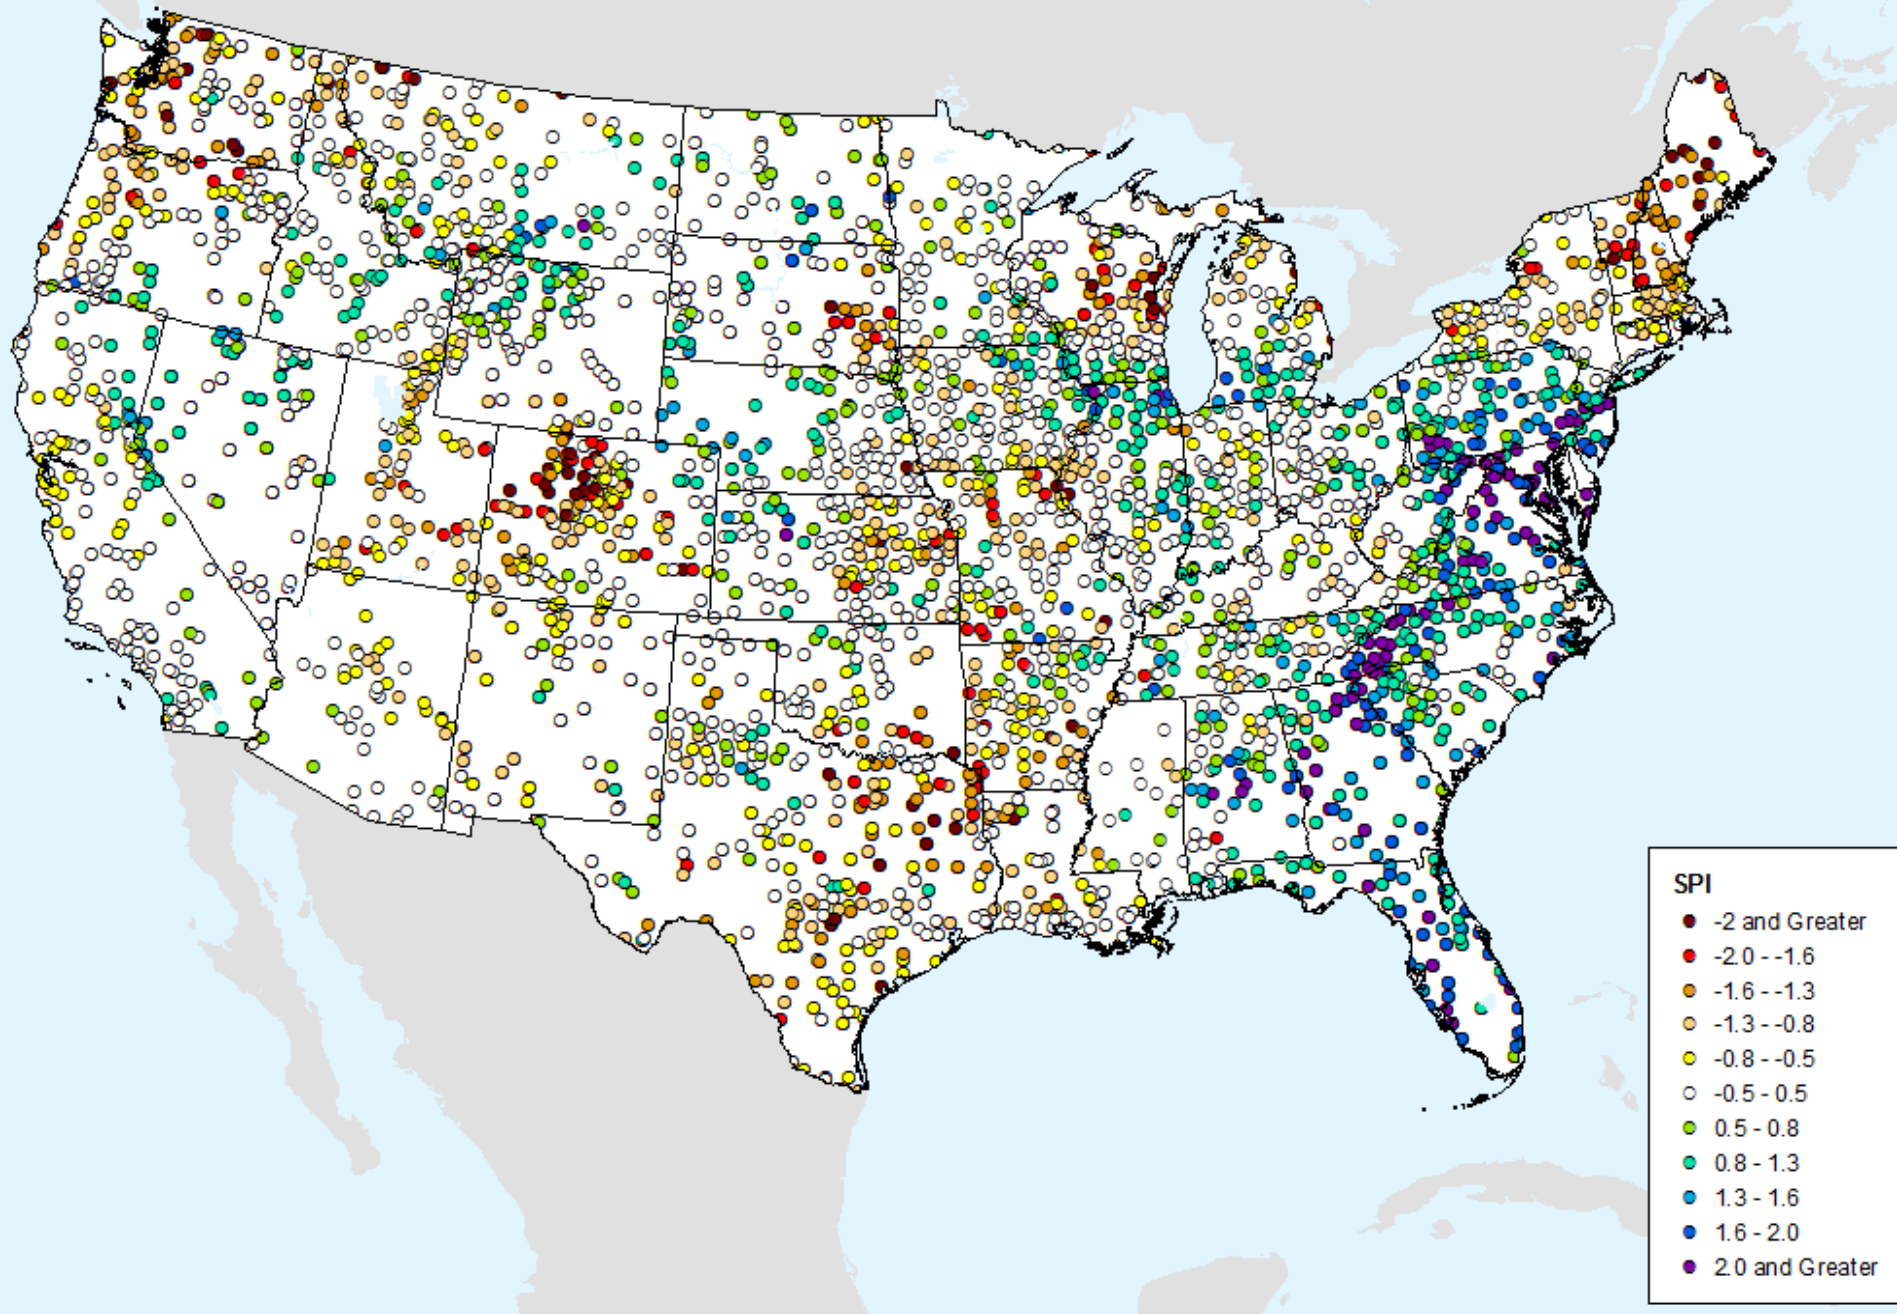 SPI
-2 and Greater
-2.0 - -1.6
-1.6 - -1.3
-1.3 - -0.8
-0.8 - -0.5
-0.5 - 0.5
0.5 - 0.8
0.8 - 1.3
1.3 - 1.6
1.6 - 2.0
2.0 and Greater